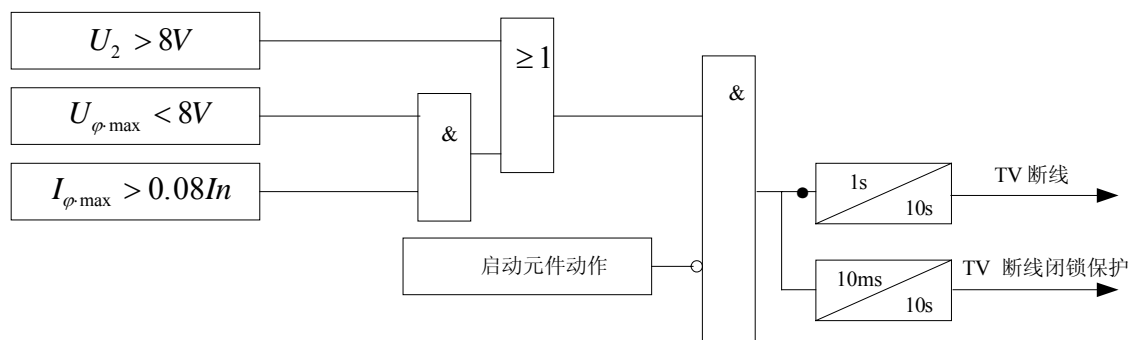 U₂ > 8V
≥1
U_φ·max < 8V
&
&
I_φ·max > 0.08In
1s
10s
TV 断线
启动元件动作
10ms
10s
TV 断线闭锁保护